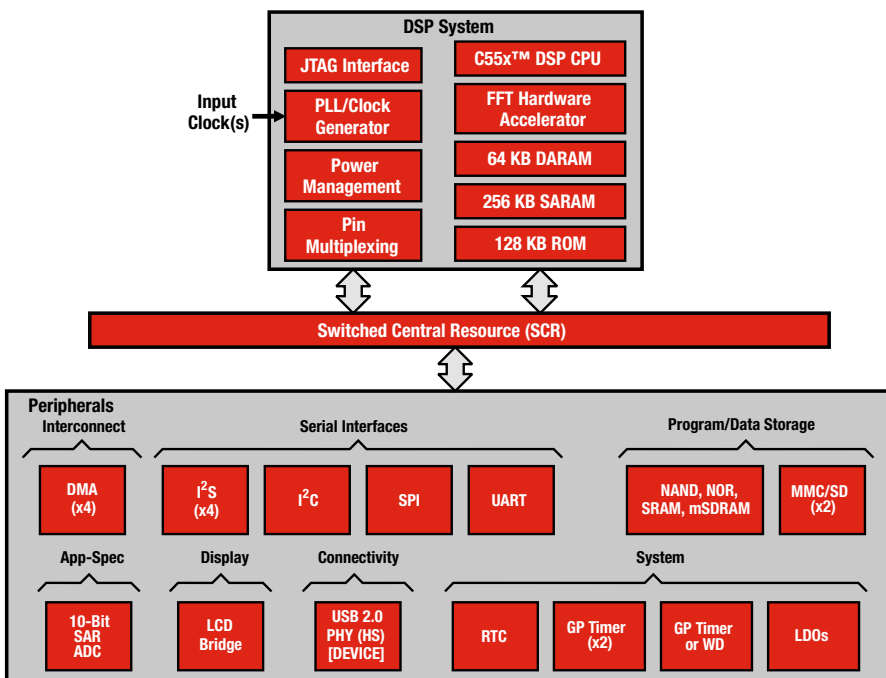 DSP System
JTAG Interface
C55x™ DSP CPU
Input
Clock(s)
PLL/Clock
Generator
FFT Hardware
Accelerator
Power
Management
64 KB DARAM
256 KB SARAM
Pin
Multiplexing
128 KB ROM
Switched Central Resource (SCR)
Peripherals
Interconnect
Serial Interfaces
Program/Data Storage
DMA
(x4)
I²S
(x4)
I²C
SPI
UART
NAND, NOR,
SRAM, mSDRAM
MMC/SD
(x2)
App-Spec
Display
Connectivity
System
10-Bit
SAR
ADC
LCD
Bridge
USB 2.0
PHY (HS)
[DEVICE]
RTC
GP Timer
(x2)
GP Timer
or WD
LDOs